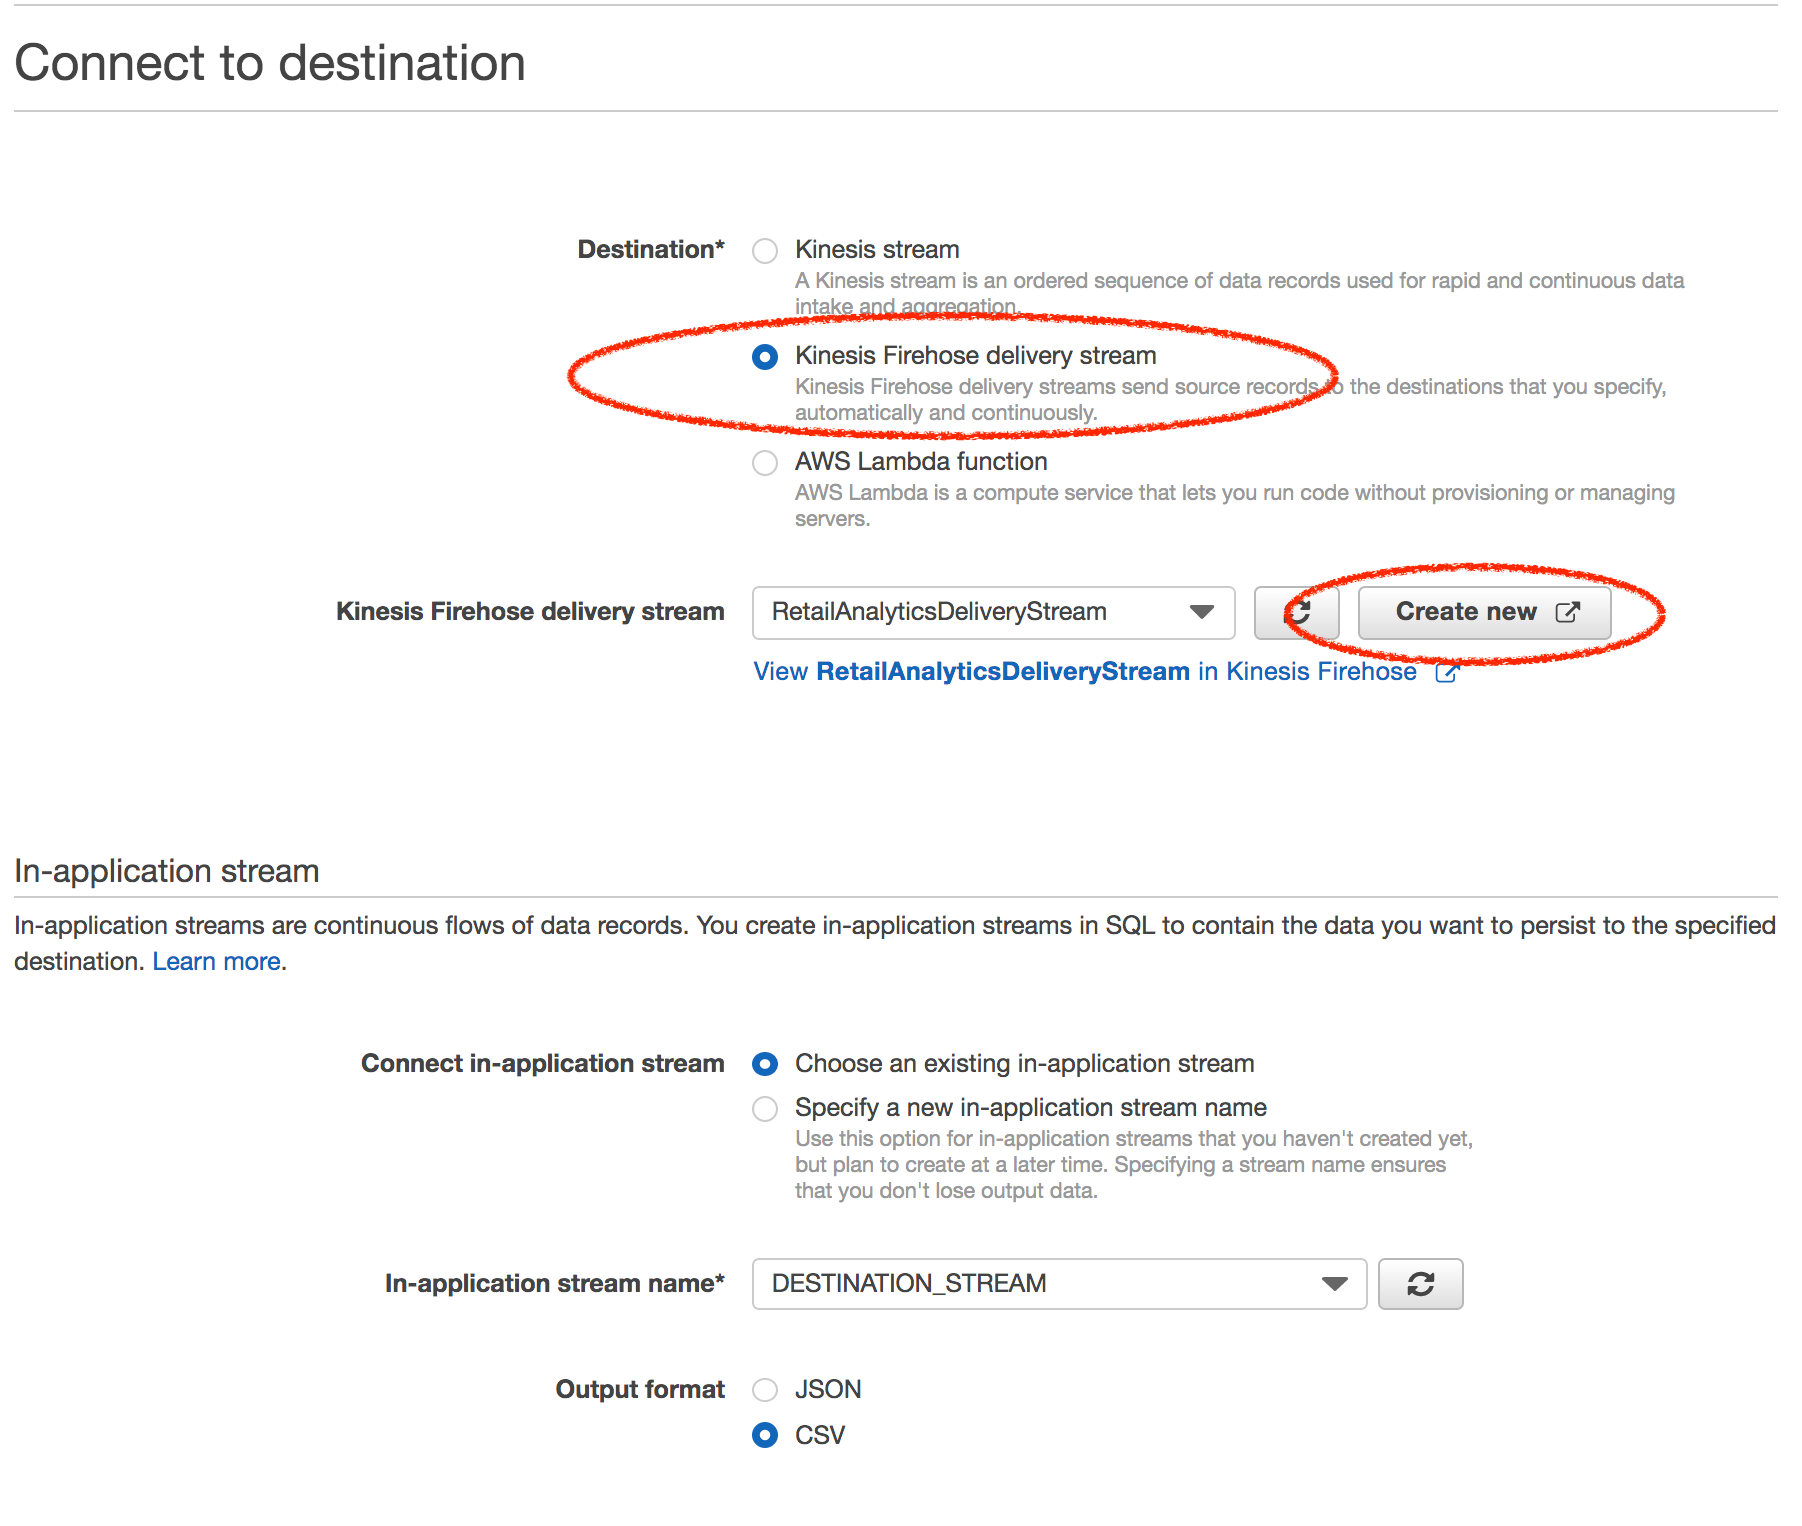 Connect to destination
Destination*
Kinesis stream
A Kinesis stream is an ordered sequence of data records used for rapid and continuous data
intake and aggregation.
Kinesis Firehose delivery stream
Kinesis Firehose delivery streams send source records to the destinations that you specify,
automatically and continuously.
AWS Lambda function
AWS Lambda is a compute service that lets you run code without provisioning or managing
servers.
Kinesis Firehose delivery stream
RetailAnalyticsDeliveryStream
Create new
View RetailAnalyticsDeliveryStream in Kinesis Firehose
In-application stream
In-application streams are continuous flows of data records. You create in-application streams in SQL to contain the data you want to persist to the specified
destination. Learn more.
Connect in-application stream
Choose an existing in-application stream
Specify a new in-application stream name
Use this option for in-application streams that you haven't created yet,
but plan to create at a later time. Specifying a stream name ensures
that you don't lose output data.
In-application stream name*
DESTINATION_STREAM
Output format
JSON
CSV